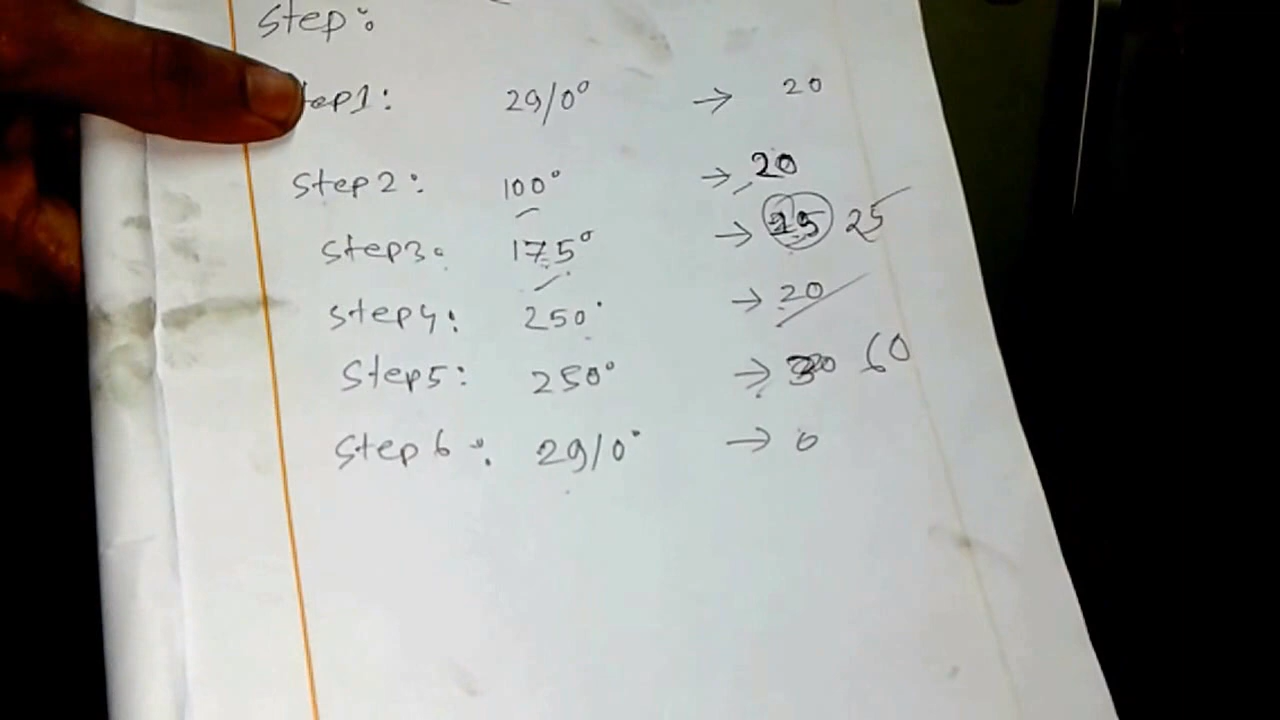 Step:
Step1: 29/0° → 20
Step2: 100° → 20
Step3: 175° → 25 25
Step4: 250° → 20
Step5: 250° → 30 60
Step6: 29/0° → 0